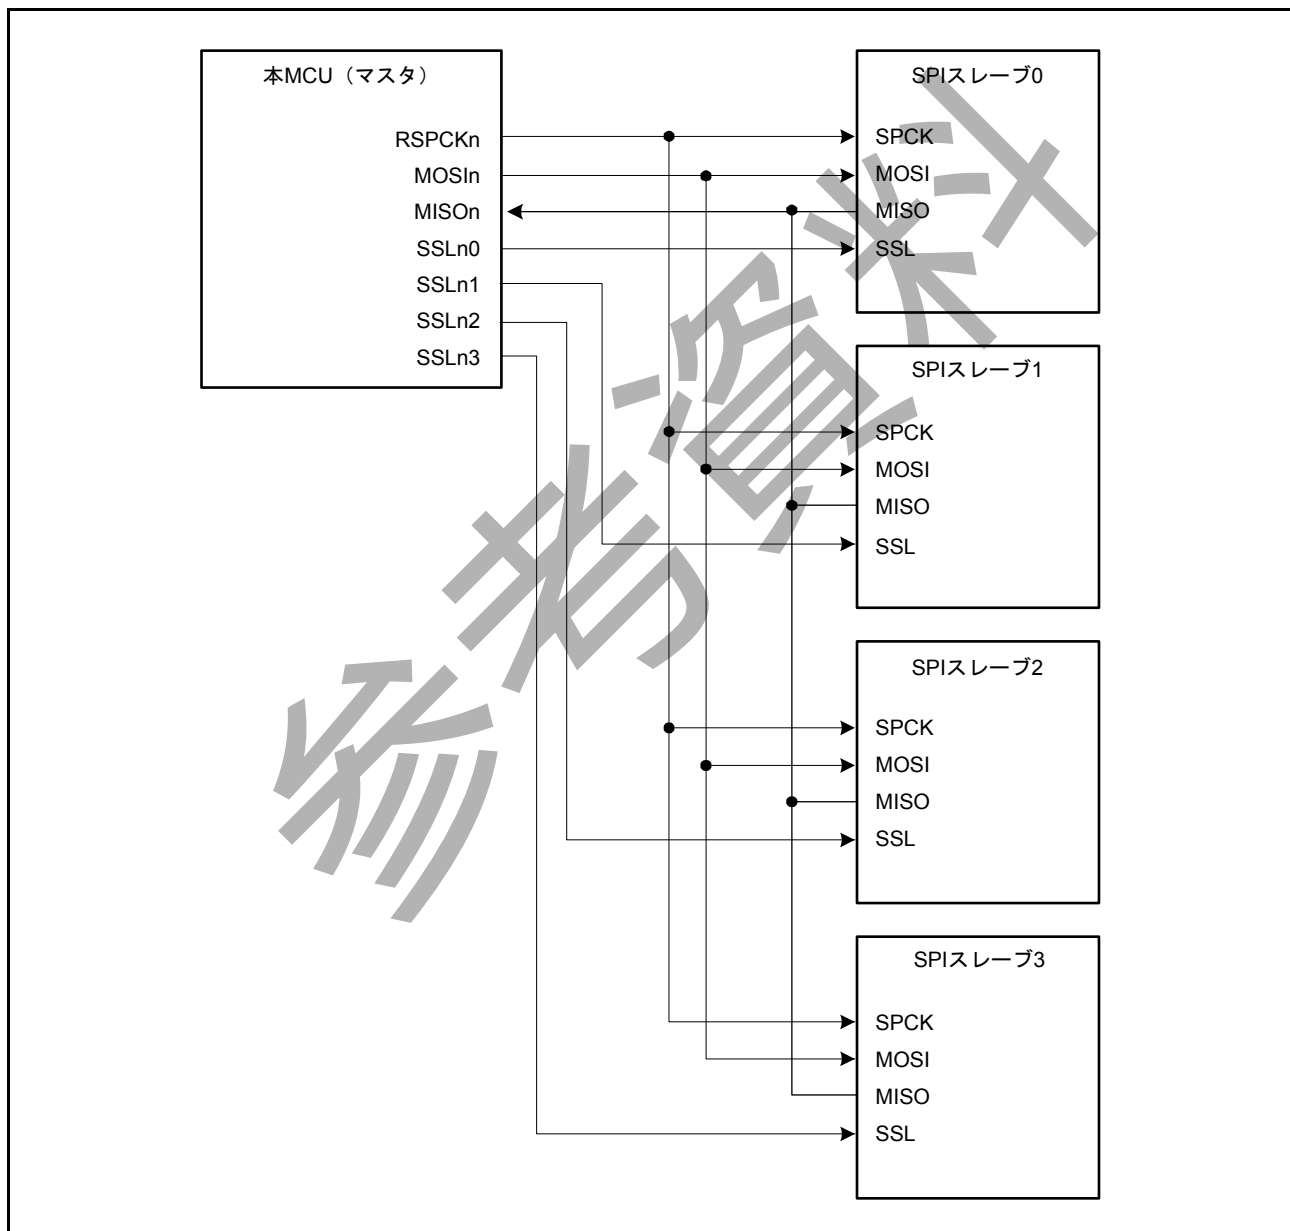 本MCU（マスタ）
RSPCKn
MOSIn
MISOn
SSLn0
SSLn1
SSLn2
SSLn3
SPIスレーブ0
SPCK
MOSI
MISO
SSL
SPIスレーブ1
SPCK
MOSI
MISO
SSL
SPIスレーブ2
SPCK
MOSI
MISO
SSL
SPIスレーブ3
SPCK
MOSI
MISO
SSL
参考資料